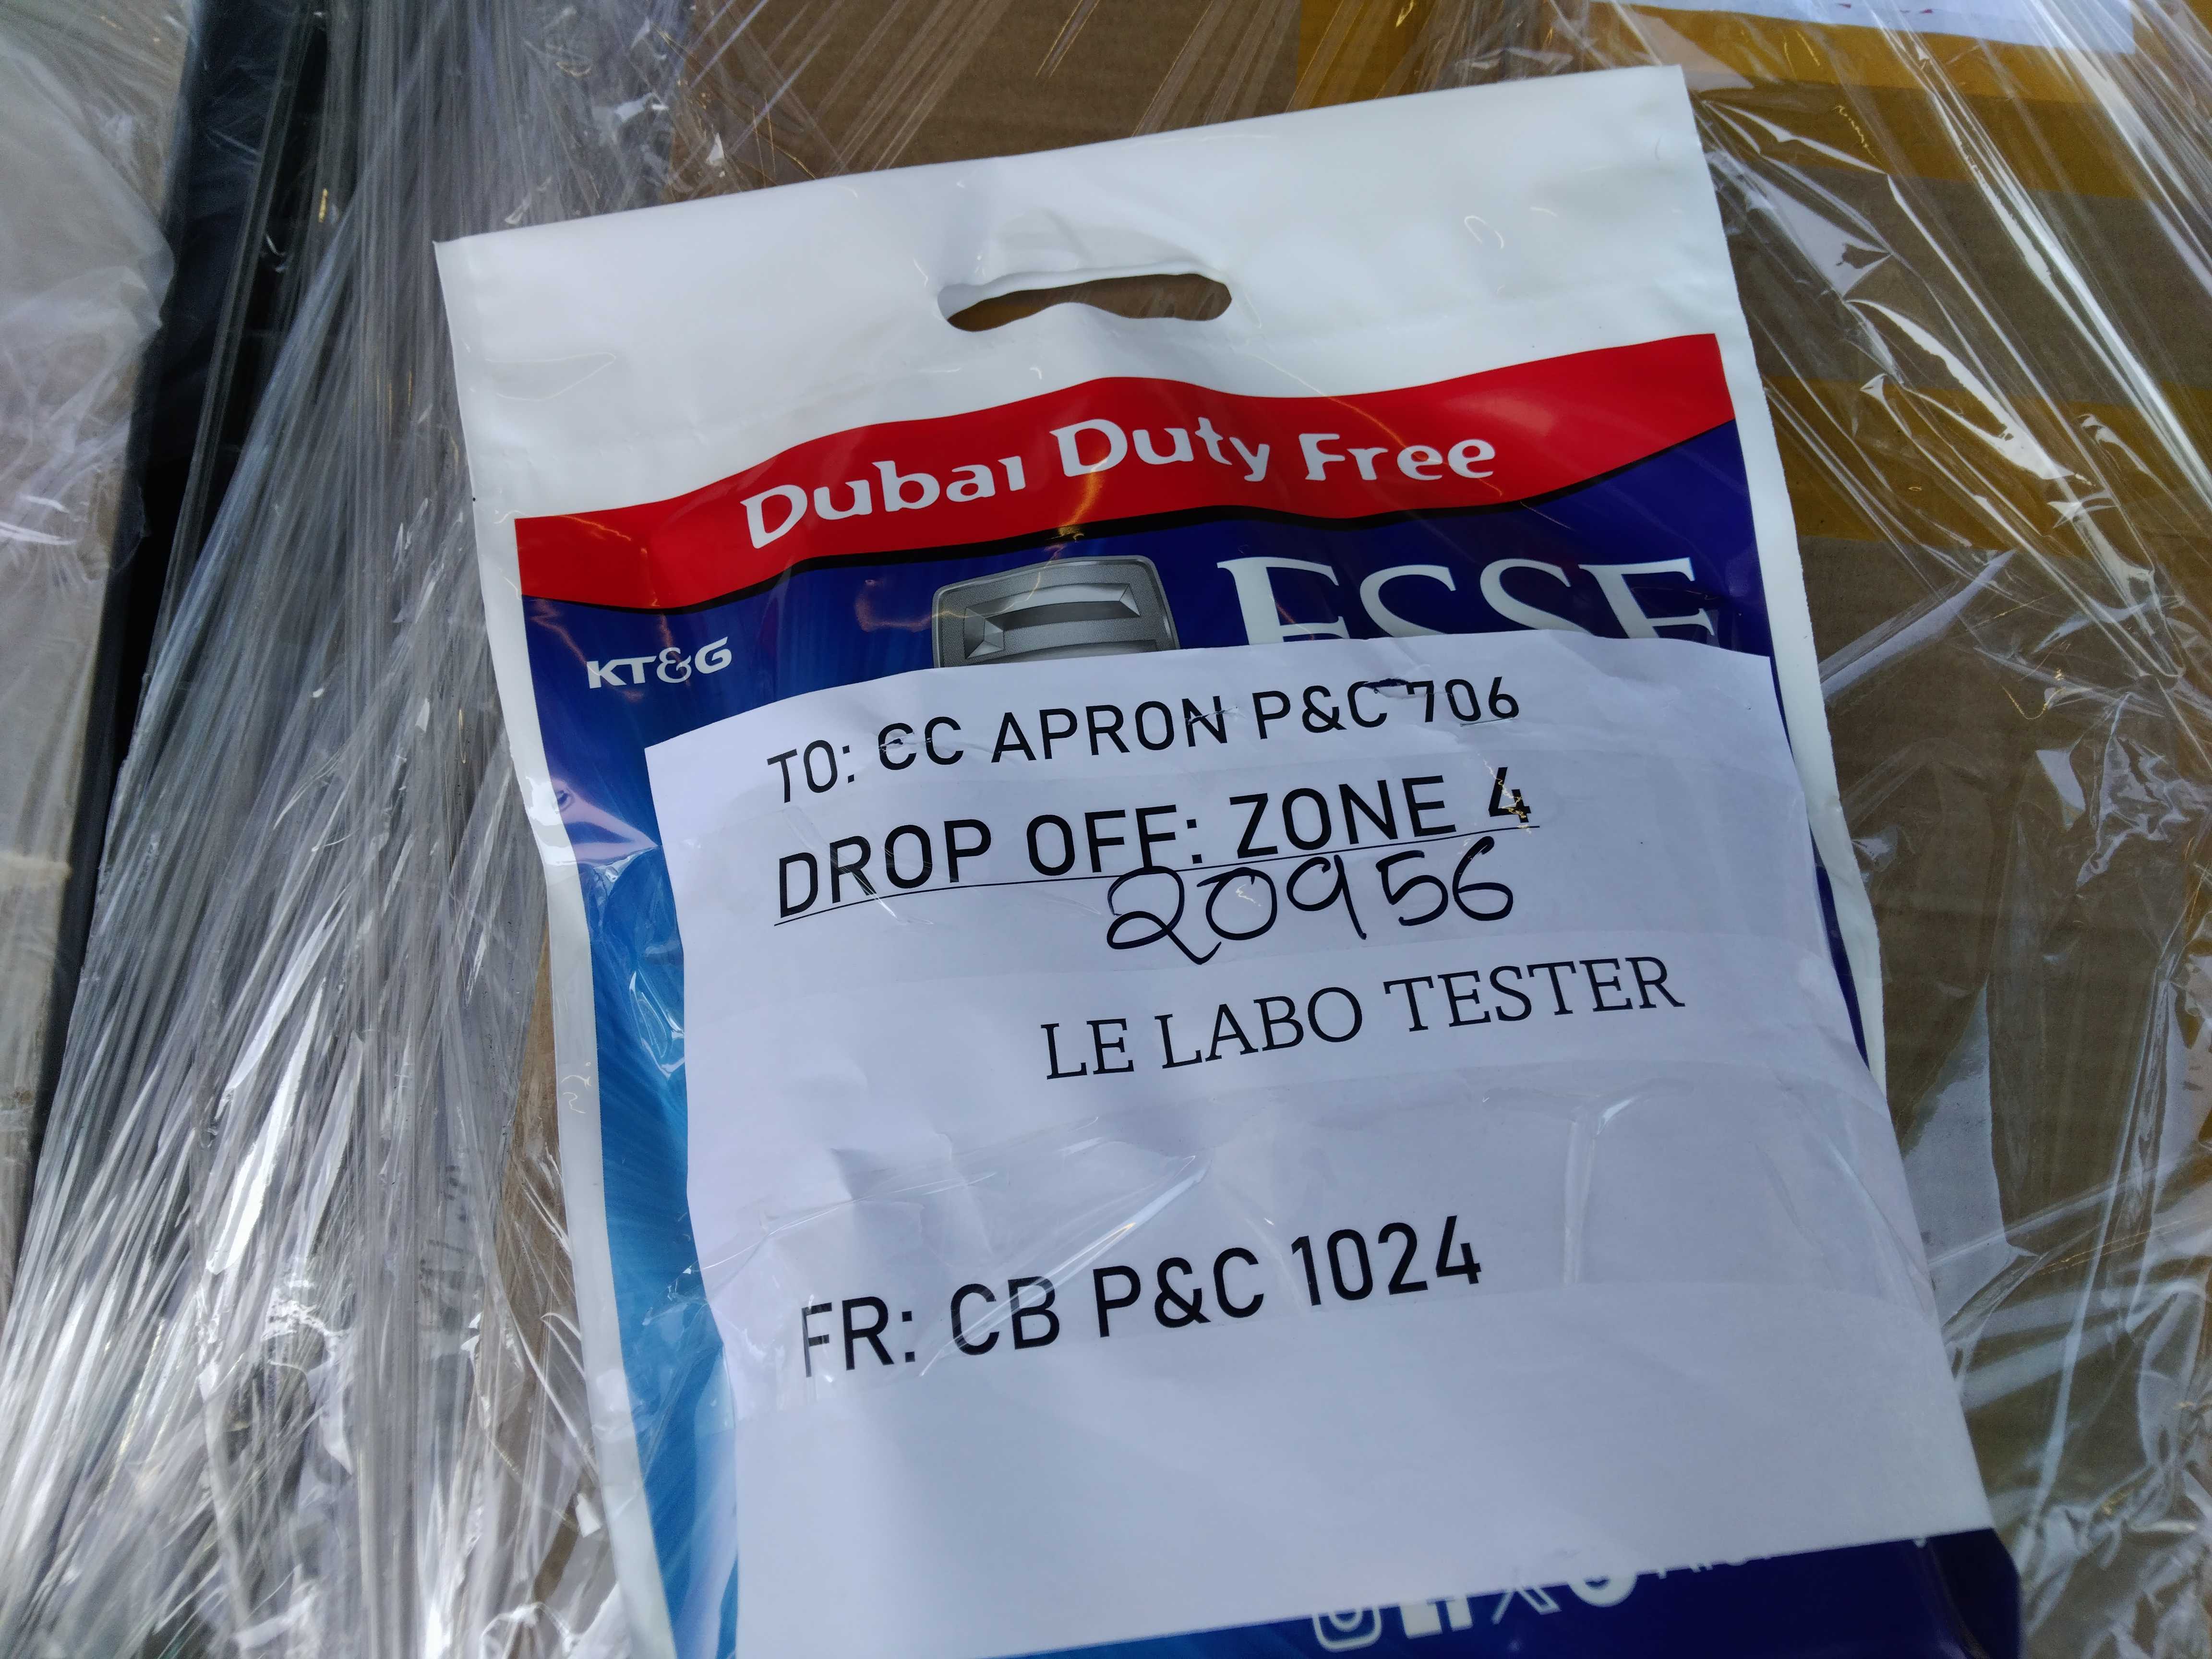 Dubai Duty Free
ESSE
KT&G
TO: CC APRON P&C 706
DROP OFF: ZONE 4
20956
LE LABO TESTER
FR: CB P&C 1024